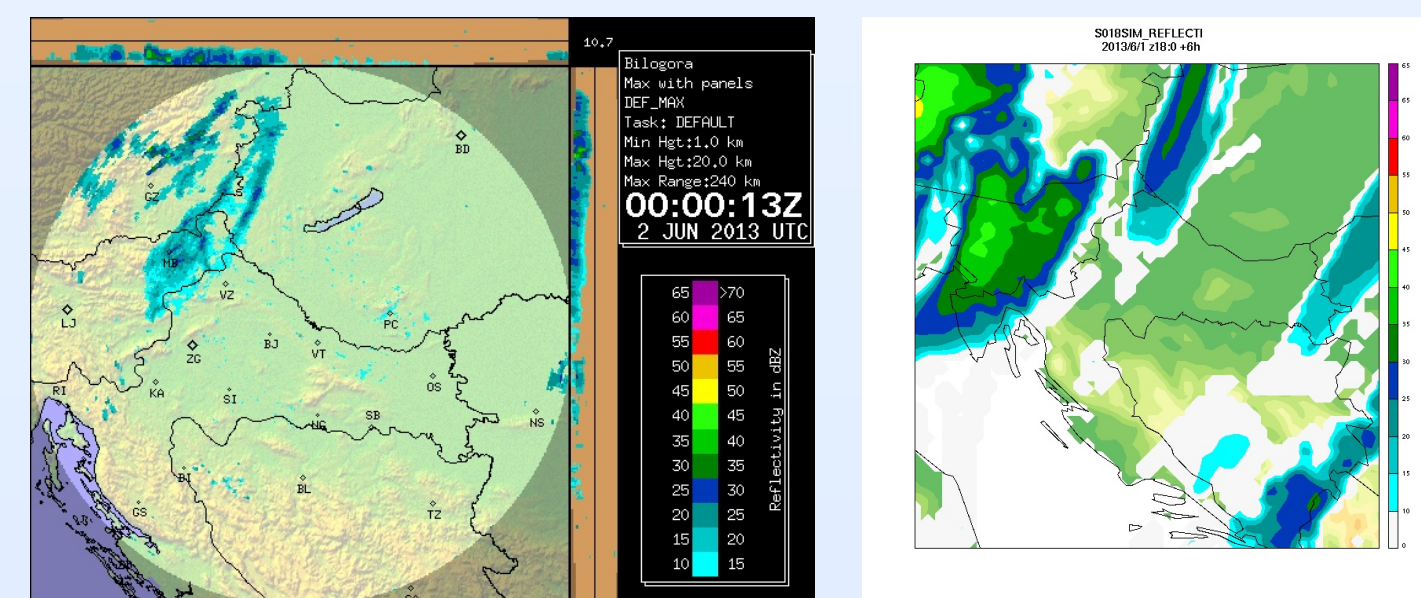 10.7
Bilogora
Max with panels
DEF_MAX
Task: DEFAULT
Min Hgt:1.0 km
Max Hgt:20.0 km
Max Range:240 km
00:00:13Z
2 JUN 2013 UTC
65 >70
60 65
55 60
50 55
45 50
40 45
35 40
30 35
25 30
20 25
15 20
10 15
Reflectivity in dBZ
BD
GZ
MB
VZ
LJ
PC
BJ
VT
ZG
OS
RI
KA
SI
SB
NG
NS
BI
BL
GS
TZ
S018SIM_REFLECTI
2013/6/1 z18:0 +6h
65
65
60
55
50
45
40
35
30
25
20
15
10
0